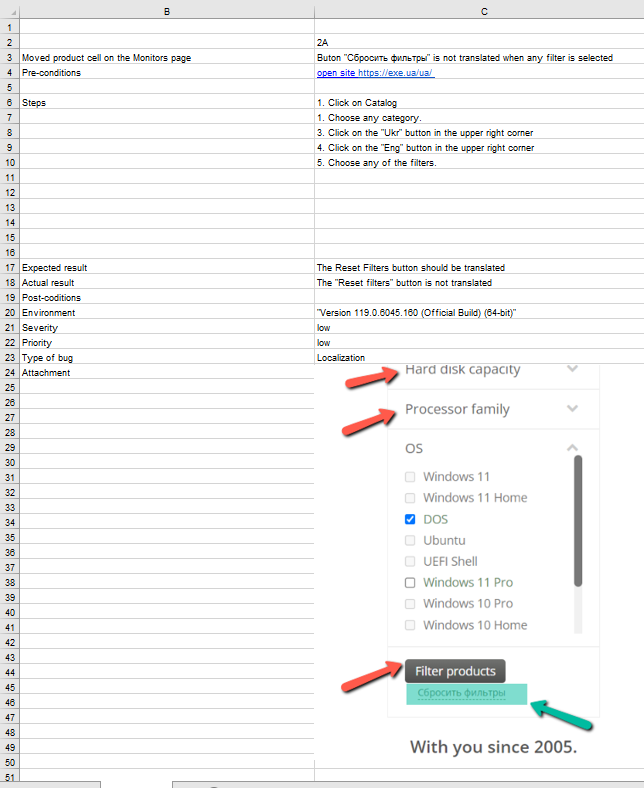 B C
1
2 2A
3 Moved product cell on the Monitors page Buton "Сбросить фильтры" is not translated when any filter is selected
4 Pre-conditions open site https://exe.ua/ua/
5
6 Steps 1. Click on Catalog
7 1. Choose any category.
8 3. Click on the "Ukr" button in the upper right corner
9 4. Click on the "Eng" button in the upper right corner
10 5. Choose any of the filters.
11
12
13
14
15
16
17 Expected result The Reset Filters button should be translated
18 Actual result The "Reset filters" button is not translated
19 Post-coditions
20 Environment "Version 119.0.6045.160 (Official Build) (64-bit)"
21 Severity low
22 Priority low
23 Type of bug Localization
24 Attachment Hard disk capacity
25
26
27 Processor family
28
29 OS
30
31 Windows 11
32 Windows 11 Home
33
34 DOS
35 Ubuntu
36
37 UEFI Shell
38 Windows 11 Pro
39
40 Windows 10 Pro
41 Windows 10 Home
42
43
44 Filter products
45 Сбросить фильтры
46
47
48
49 With you since 2005.
50
51